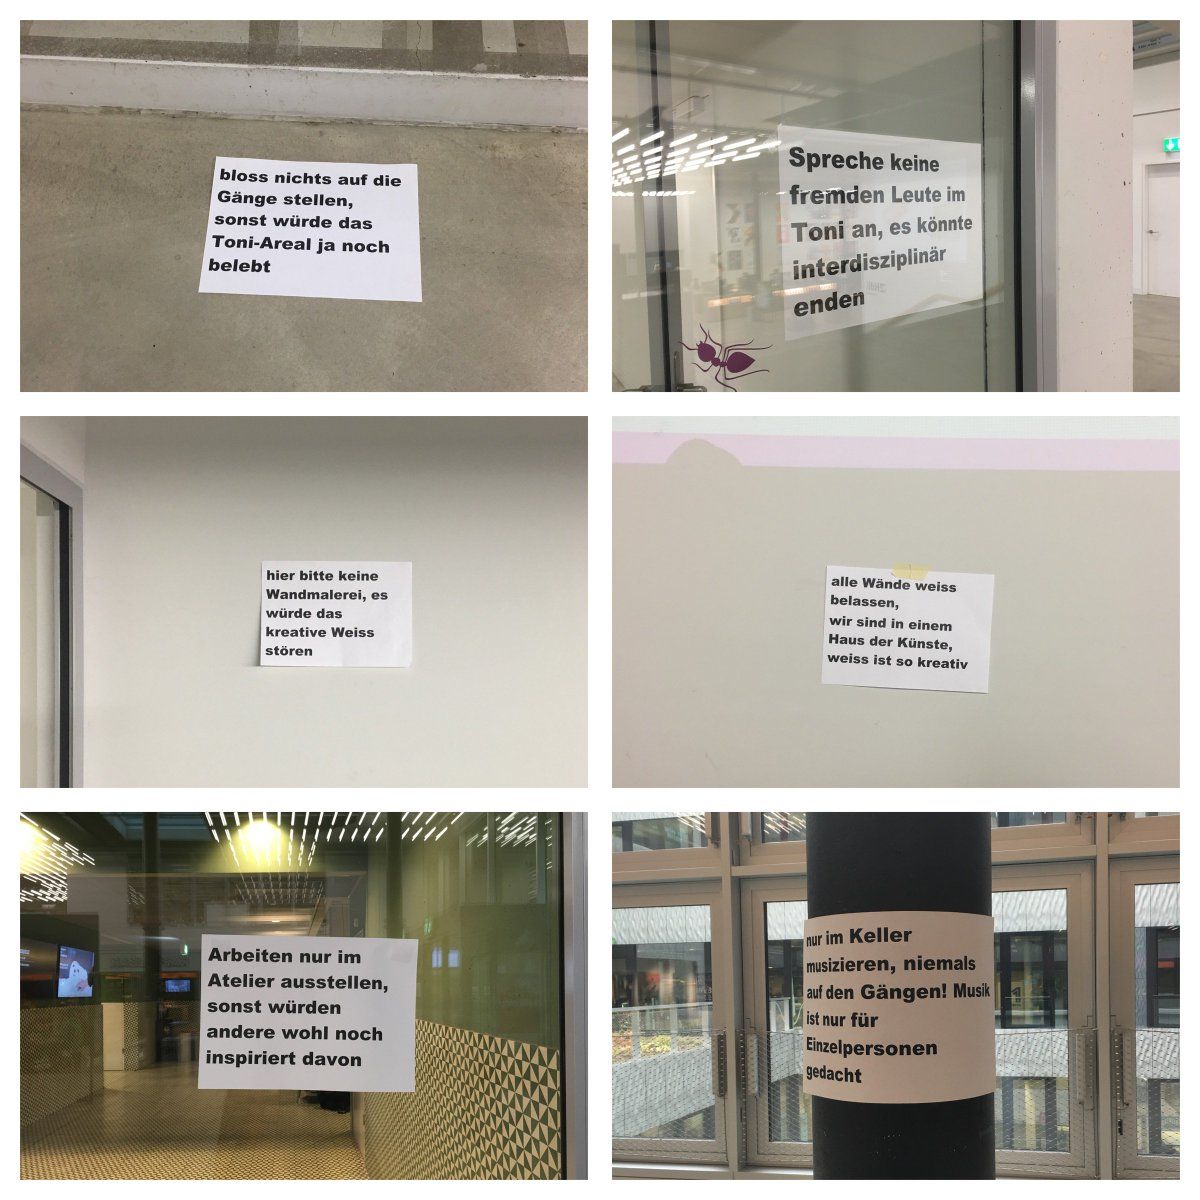 bloss nichts auf die
Gänge stellen,
sonst würde das
Toni-Areal ja noch
belebt
Spreche keine
fremden Leute im
Toni an, es könnte
interdisziplinär
enden
hier bitte keine
Wandmalerei, es
würde das
kreative Weiss
stören
alle Wände weiss
belassen,
wir sind in einem
Haus der Künste,
weiss ist so kreativ
Arbeiten nur im
Atelier ausstellen,
sonst würden
andere wohl noch
inspiriert davon
nur im Keller
musizieren, niemals
auf den Gängen! Musik
ist nur für
Einzelpersonen
gedacht